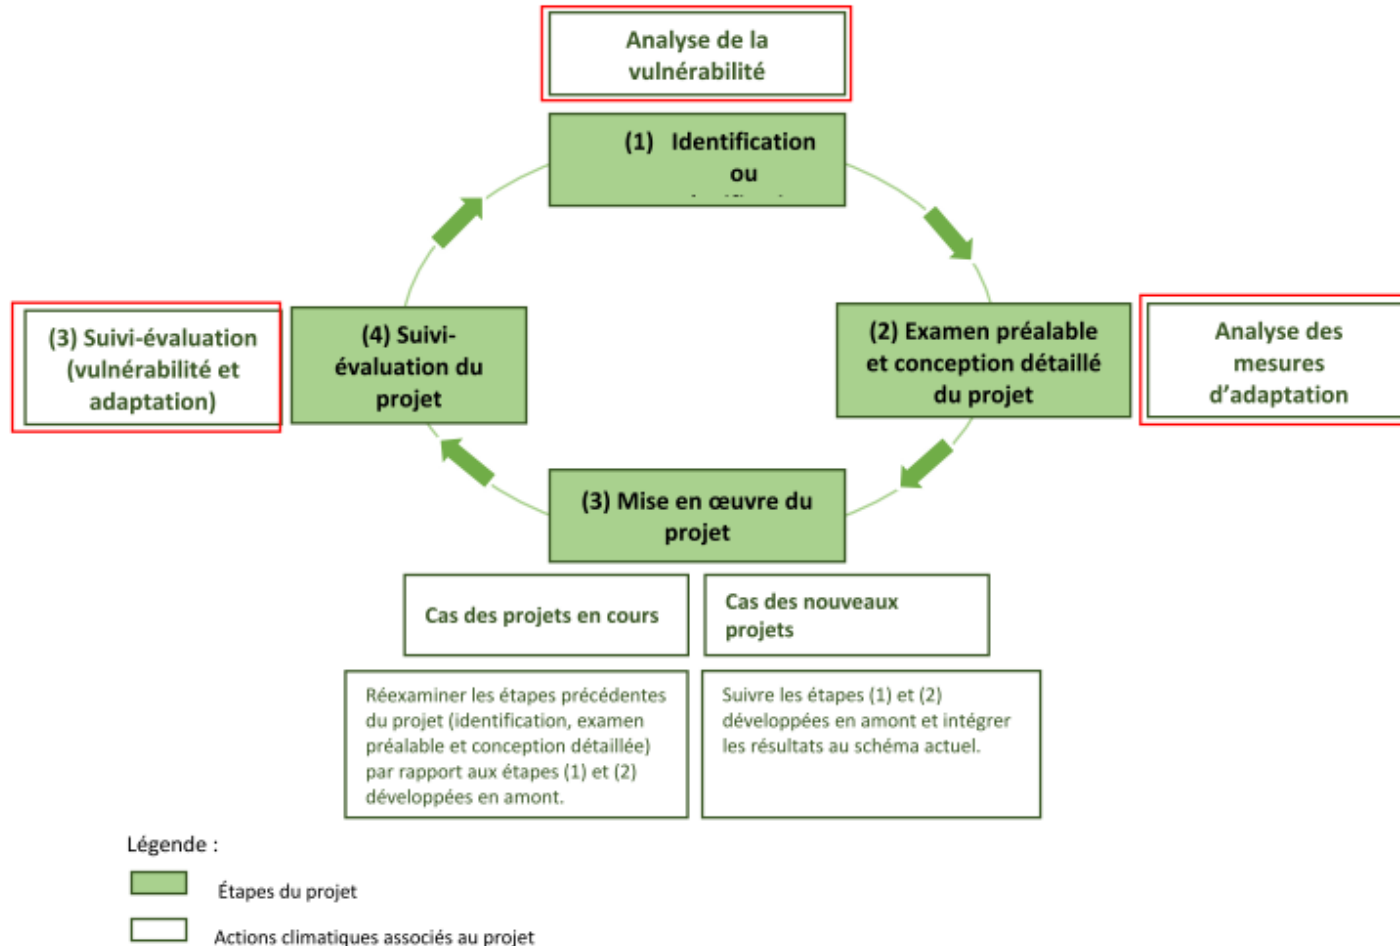 Analyse de la
vulnérabilité
(1) Identification
ou
(3) Suivi-évaluation
(vulnérabilité et
adaptation)
(4) Suivi-
évaluation du
projet
(2) Examen préalable
et conception détaillé
du projet
Analyse des
mesures
d’adaptation
(3) Mise en œuvre du
projet
Cas des projets en cours
Cas des nouveaux
projets
Réexaminer les étapes précédentes
du projet (identification, examen
préalable et conception détaillée)
par rapport aux étapes (1) et (2)
développées en amont.
Suivre les étapes (1) et (2)
développées en amont et intégrer
les résultats au schéma actuel.
Légende :
Étapes du projet
Actions climatiques associés au projet